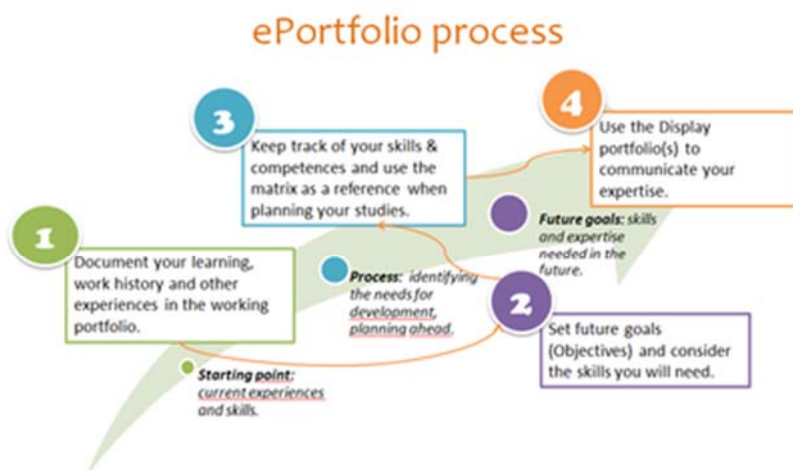 ePortfolio process
1
Document your learning,
work history and other
experiences in the working
portfolio.
2
Set future goals
(Objectives) and consider
the skills you will need.
3
Keep track of your skills &
competences and use the
matrix as a reference when
planning your studies.
4
Use the Display
portfolio(s) to
communicate your
expertise.
Starting point:
current experiences
and skills.
Process: identifying
the needs for
development,
planning ahead.
Future goals: skills
and expertise
needed in the
future.